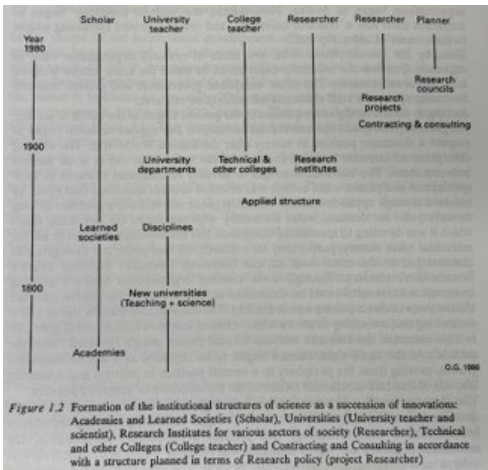 Scholar University teacher College teacher Researcher Researcher Planner
Year
1980
Research councils
Research projects
Contracting & consulting
1900
University departments Technical & other colleges Research institutes
Applied structure
Learned societies Disciplines
1800
New universities
(Teaching + science)
Academies
O.G. 1986
Figure 1.2 Formation of the institutional structures of science as a succession of innovations:
Academies and Learned Societies (Scholar), Universities (University teacher and
scientist), Research Institutes for various sectors of society (Researcher), Technical
and other Colleges (College teacher) and Contracting and Consulting in accordance
with a structure planned in terms of Research policy (project Researcher)